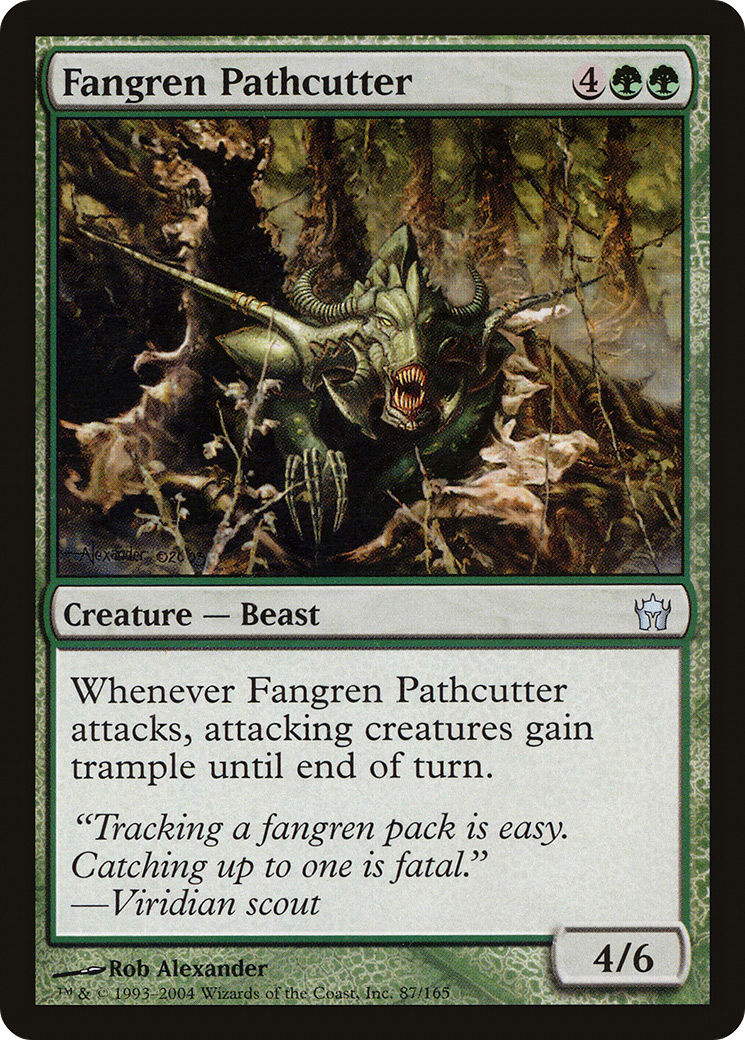 Fangren Pathcutter
4
Alexander ©2003
Creature — Beast
Whenever Fangren Pathcutter
attacks, attacking creatures gain
trample until end of turn.
“Tracking a fangren pack is easy.
Catching up to one is fatal.”
—Viridian scout
4/6
Rob Alexander
™ & © 1993–2004 Wizards of the Coast, Inc. 87/165